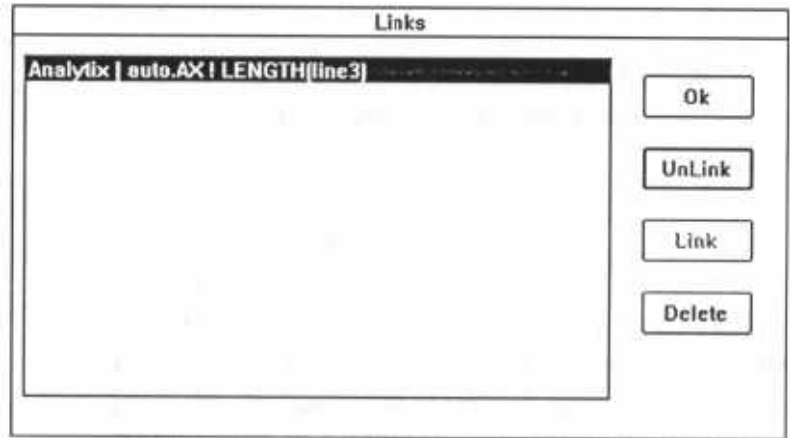 Links
Analytix | auto.AX ! LENGTH(line3)
Ok
UnLink
Link
Delete